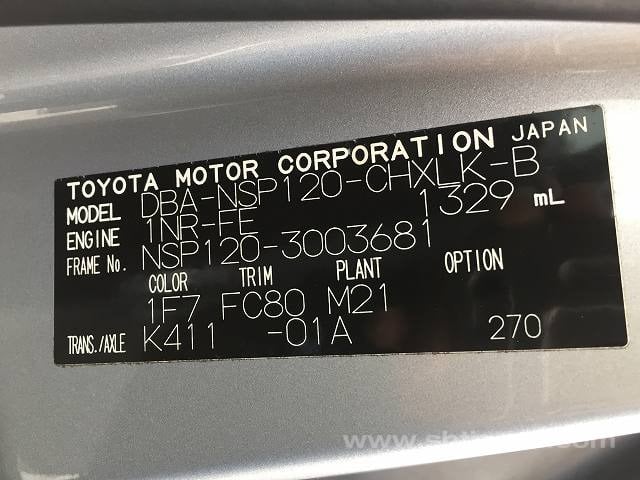 TOYOTA MOTOR CORPORATION JAPAN
MODEL DBA-NSP120-CHXLK-B
ENGINE 1NR-FE 1329 mL
FRAME No. NSP120-3003681
COLOR TRIM PLANT OPTION
1F7 FC80 M21
TRANS./AXLE K411 -01A 270